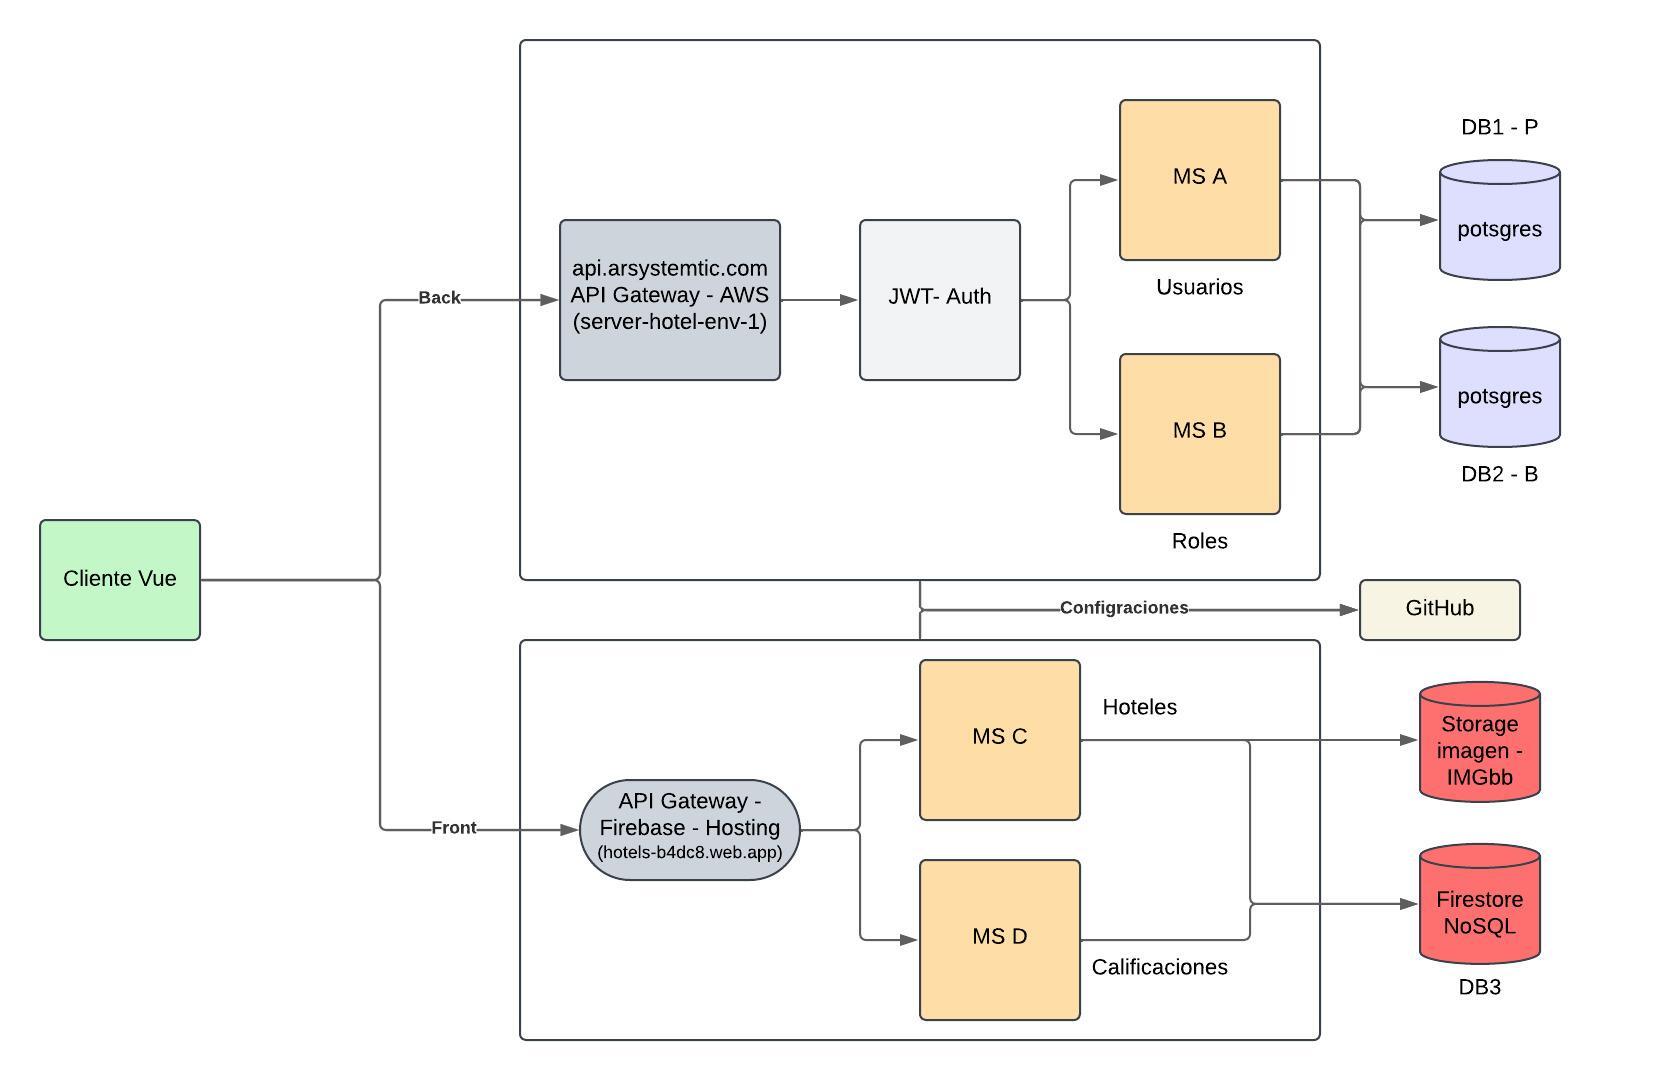 DB1 - P
potsgres
MS A
Usuarios
api.arsystemtic.com
API Gateway - AWS
(server-hotel-env-1)
JWT- Auth
Back
potsgres
DB2 - B
MS B
Roles
Cliente Vue
Configraciones
GitHub
Front
API Gateway -
Firebase - Hosting
(hotels-b4dc8.web.app)
MS C
Hoteles
Storage
imagen -
IMGbb
MS D
Calificaciones
Firestore
NoSQL
DB3